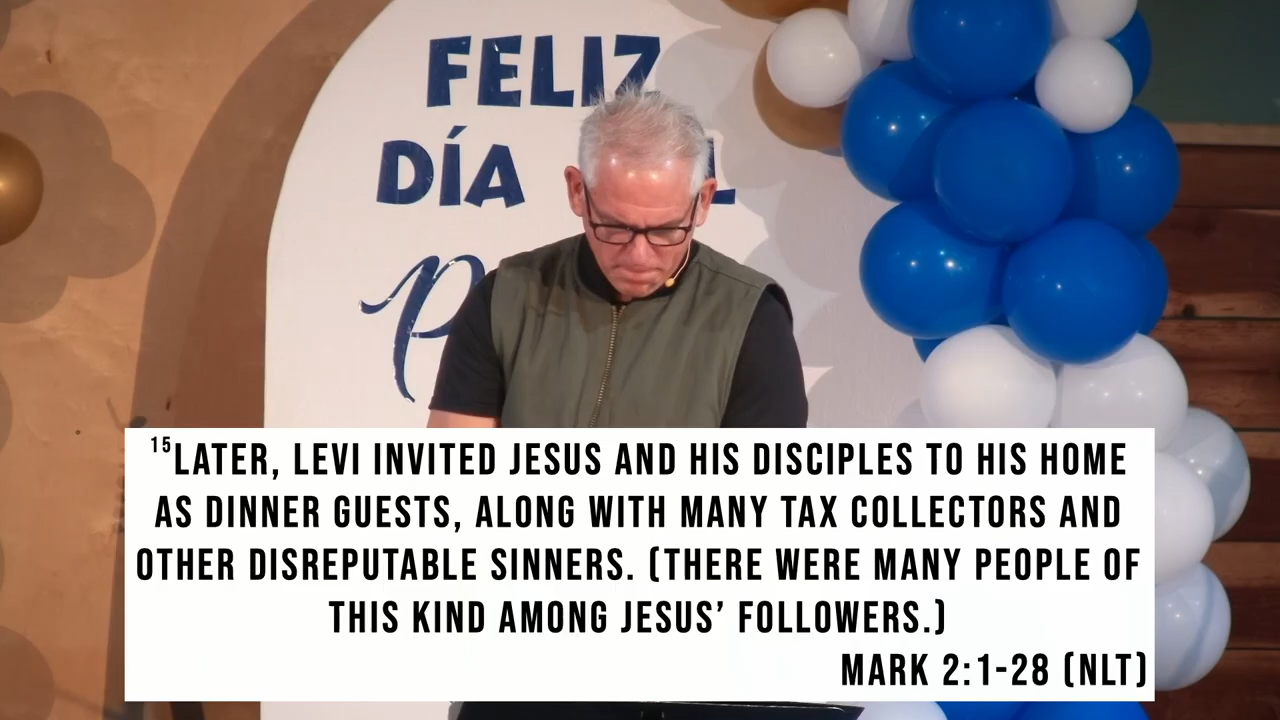 FELIZ
DÍA
¹⁵LATER, LEVI INVITED JESUS AND HIS DISCIPLES TO HIS HOME
AS DINNER GUESTS, ALONG WITH MANY TAX COLLECTORS AND
OTHER DISREPUTABLE SINNERS. (THERE WERE MANY PEOPLE OF
THIS KIND AMONG JESUS’ FOLLOWERS.)
MARK 2:1-28 (NLT)